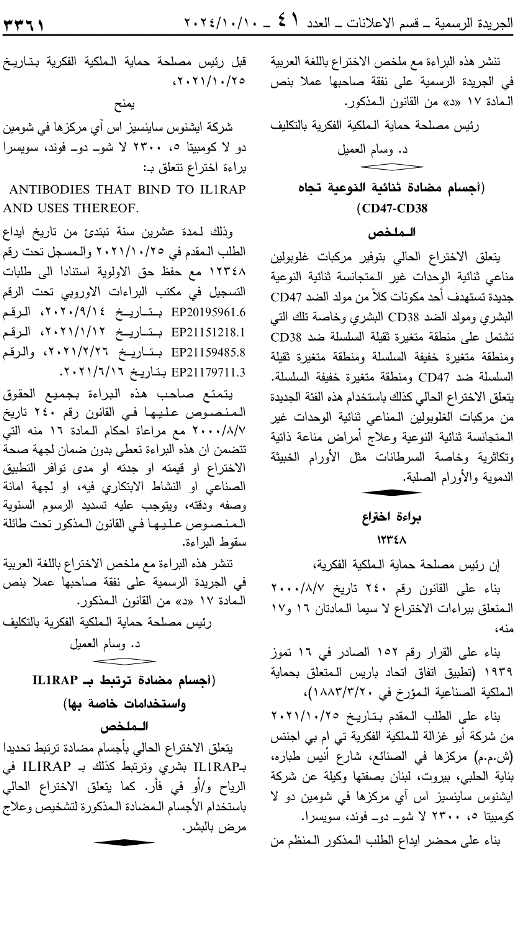 الجريدة الرسمية – قسم الاعلانات – العدد ٤١ – ٢٠٢٤/١٠/١٠
٣٣٦١
تنشر هذه البراءة مع ملخص الاختراع باللغة العربية
في الجريدة الرسمية على نفقة صاحبها عملا بنص
المادة ١٧ «د» من القانون المذكور.
رئيس مصلحة حماية الملكية الفكرية بالتكليف
د. وسام العميل
(أجسام مضادة ثنائية النوعية تجاه
CD47-CD38)
الملخص
يتعلق الاختراع الحالي بتوفير مركبات غلوبولين
مناعي ثنائية الوحدات غير المتجانسة ثنائية النوعية
جديدة تستهدف أحد مكونات كلاً من مولد الضد CD47
البشري ومولد الضد CD38 البشري وخاصة تلك التي
تشتمل على منطقة متغيرة ثقيلة السلسلة ضد CD38
ومنطقة متغيرة خفيفة السلسلة ومنطقة متغيرة ثقيلة
السلسلة ضد CD47 ومنطقة متغيرة خفيفة السلسلة.
يتعلق الاختراع الحالي كذلك باستخدام هذه الفئة الجديدة
من مركبات الغلوبولين المناعي ثنائية الوحدات غير
المتجانسة ثنائية النوعية وعلاج أمراض مناعة ذاتية
وتكاثرية وخاصة السرطانات مثل الأورام الخبيثة
الدموية والأورام الصلبة.
براءة اختراع
١٢٣٤٨
إن رئيس مصلحة حماية الملكية الفكرية،
بناء على القانون رقم ٢٤٠ تاريخ ٢٠٠٠/٨/٧
المتعلق ببراءات الاختراع لا سيما المادتان ١٦ و١٧
منه،
بناء على القرار رقم ١٥٢ الصادر في ١٦ تموز
١٩٣٩ (تطبيق اتفاق اتحاد باريس المتعلق بحماية
الملكية الصناعية المؤرخ في ١٨٨٣/٣/٢٠)،
بناء على الطلب المقدم بتاريخ ٢٠٢١/١٠/٢٥
من شركة أبو غزالة للملكية الفكرية تي ام بي اجنتس
(ش.م.م) مركزها في الصنائع، شارع أنيس طباره،
بناية الحلبي، بيروت، لبنان بصفتها وكيلة عن شركة
ايشنوس ساينسيز اس آي مركزها في شومين دو لا
كومبيتا ٥، ٢٣٠٠ لا شو– دو– فوند، سويسرا.
بناء على محضر ايداع الطلب المذكور المنظم من
قبل رئيس مصلحة حماية الملكية الفكرية بتاريخ
٢٠٢١/١٠/٢٥،
يمنح
شركة ايشنوس ساينسيز اس آي مركزها في شومين
دو لا كومبيتا ٥، ٢٣٠٠ لا شو– دو– فوند، سويسرا
براءة اختراع تتعلق بـ:
ANTIBODIES THAT BIND TO IL1RAP
AND USES THEREOF.
وذلك لمدة عشرين سنة تبتدئ من تاريخ ايداع
الطلب المقدم في ٢٠٢١/١٠/٢٥ والمسجل تحت رقم
١٢٣٤٨ مع حفظ حق الاولوية استنادا الى طلبات
التسجيل في مكتب البراءات الاوروبي تحت الرقم
EP20195961.6 بتاريخ ٢٠٢٠/٩/١٤، الرقم
EP21151218.1 بتاريخ ٢٠٢١/١/١٢، الرقم
EP21159485.8 بتاريخ ٢٠٢١/٢/٢٦، والرقم
EP21179711.3 بتاريخ ٢٠٢١/٦/١٦.
يتمتع صاحب هذه البراءة بجميع الحقوق
المنصوص عليها في القانون رقم ٢٤٠ تاريخ
٢٠٠٠/٨/٧ مع مراعاة احكام المادة ١٦ منه التي
تتضمن ان هذه البراءة تعطى بدون ضمان لجهة صحة
الاختراع او قيمته او جدته او مدى توافر التطبيق
الصناعي او النشاط الابتكاري فيه، او لجهة امانة
وصفه ودقته، ويتوجب عليه تسديد الرسوم السنوية
المنصوص عليها في القانون المذكور تحت طائلة
سقوط البراءة.
تنشر هذه البراءة مع ملخص الاختراع باللغة العربية
في الجريدة الرسمية على نفقة صاحبها عملا بنص
المادة ١٧ «د» من القانون المذكور.
رئيس مصلحة حماية الملكية الفكرية بالتكليف
د. وسام العميل
(أجسام مضادة ترتبط بـ IL1RAP
واستخدامات خاصة بها)
الملخص
يتعلق الاختراع الحالي بأجسام مضادة ترتبط تحديدا
بـIL1RAP بشري وترتبط كذلك بـ IL1RAP في
الرباح و/أو في فأر. كما يتعلق الاختراع الحالي
باستخدام الأجسام المضادة المذكورة لتشخيص وعلاج
مرض بالبشر.